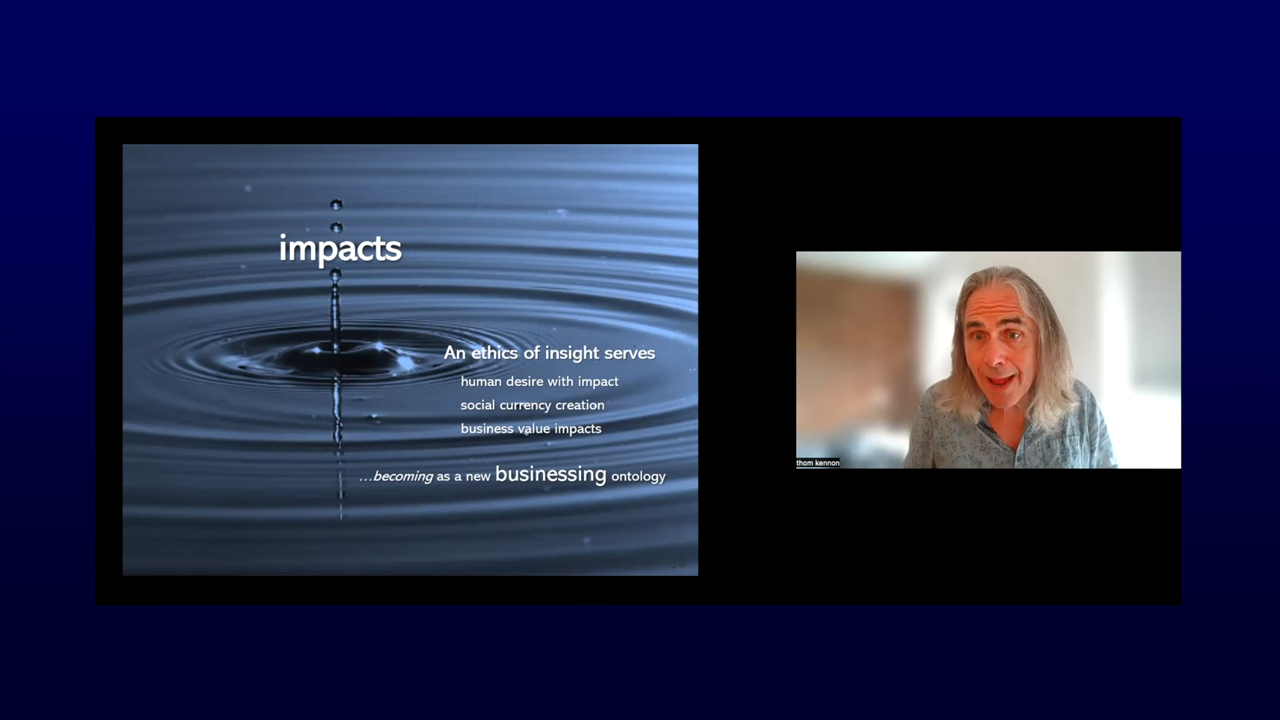 impacts
An ethics of insight serves
human desire with impact
social currency creation
business value impacts
...becoming as a new businessing ontology
thom kennon